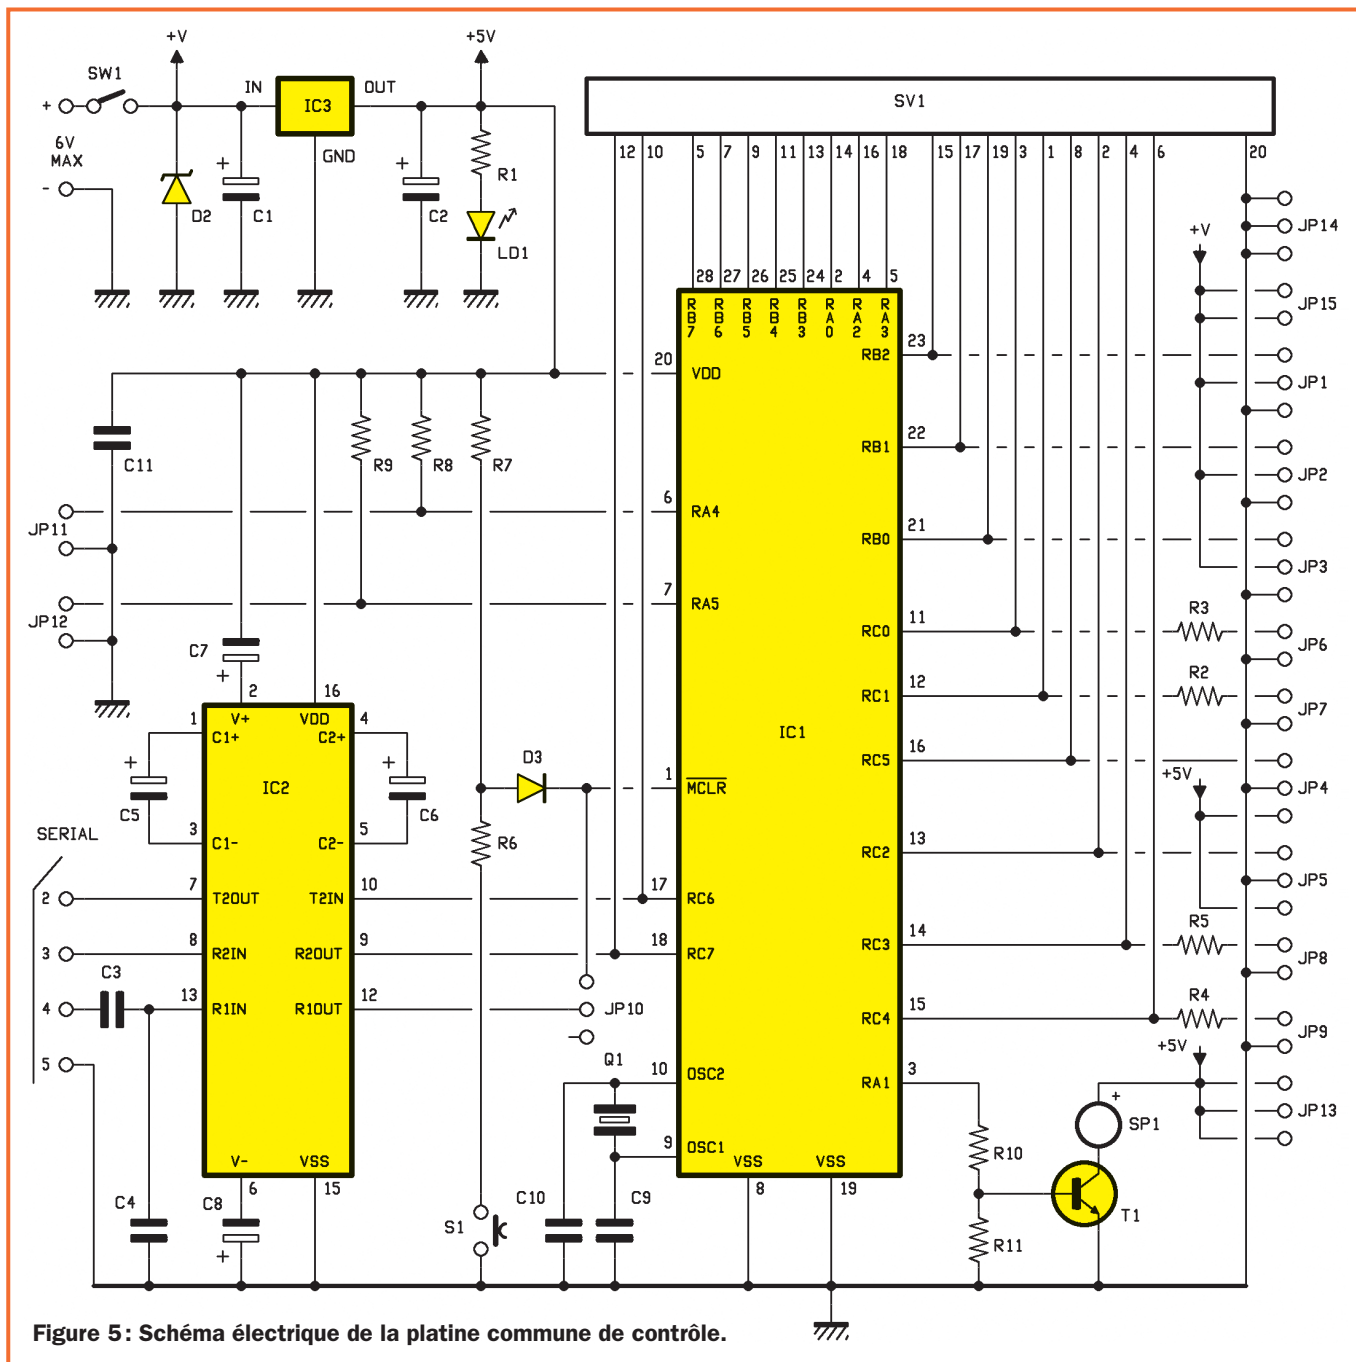 +V
+5V
SW1
IN
IC3
OUT
SV1
+
6V
MAX
GND
-
+
D2
C1
+
C2
R1
LD1
12 10 5 7 9 11 13 14 16 18 15 17 19 3 1 8 2 4 6 20
JP14
+V
JP15
28 27 26 25 24 2 4 5
RB7 RB6 RB5 RB4 RB3 RA0 RA2 RA3
23
RB2
20
VDD
JP1
22
RB1
C11
R9
R8
R7
JP2
6
RA4
21
RB0
JP11
JP3
7
RA5
R3
JP12
11
RC0
JP6
C7
+
R2
2
16
12
RC1
JP7
1
V+
VDD
4
C1+
C2+
IC1
16
RC5
+
IC2
+
D3
1
MCLR
+5V
JP4
C5
C6
SERIAL
3
C1-
5
C2-
R6
13
RC2
JP5
2
7
T2OUT
T2IN
10
17
RC6
14
RC3
R5
3
8
R2IN
R2OUT
9
18
RC7
JP8
C3
4
13
R1IN
R1OUT
12
JP10
15
RC4
R4
JP9
5
Q1
10
OSC2
3
RA1
+5V
+
SP1
JP13
9
OSC1
R10
V-
VSS
VSS
VSS
6
15
8
19
C4
C8
+
S1
C10
C9
R11
T1
Figure 5: Schéma électrique de la platine commune de contrôle.